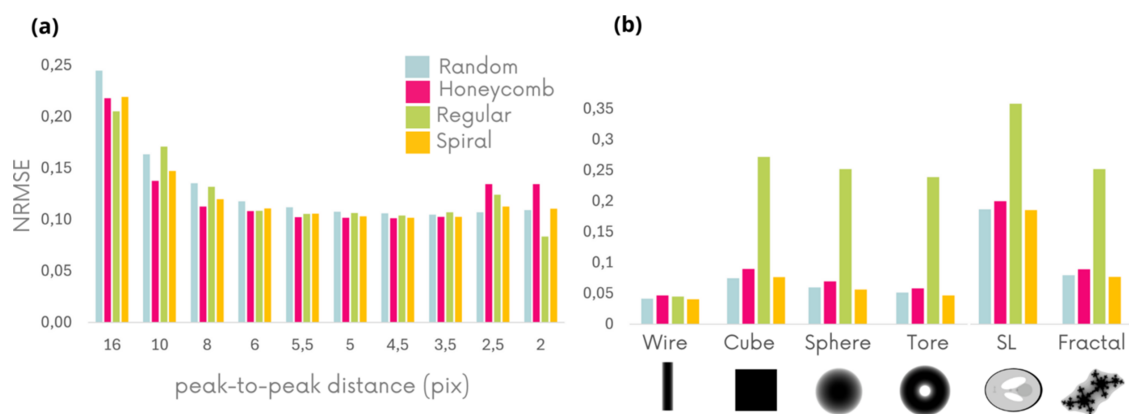 (a)
0,25
0,20
0,15
0,10
0,05
0,00
NRMSE
Random
Honeycomb
Regular
Spiral
16 10 8 6 5,5 5 4,5 3,5 2,5 2
peak-to-peak distance (pix)
(b)
0,35
0,3
0,25
0,2
0,15
0,1
0,05
0
Wire Cube Sphere Tore SL Fractal